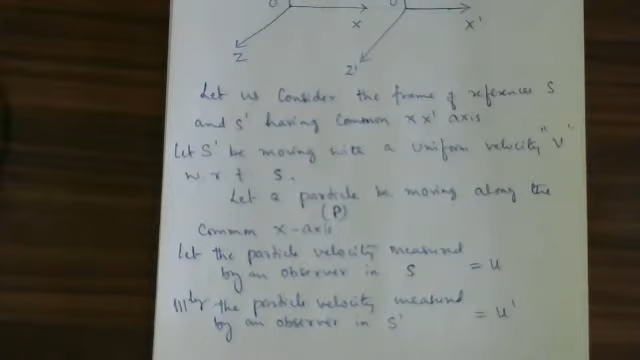 O X O X'
Z
Z'
Let us consider the frame of references S
and S' having common xx' axis
Let S' be moving with a uniform velocity "V"
w.r.t S.
Let a particle be moving along the
(P)
common x-axis
Let the particle velocity measured
by an observer in S = u
|||ly the particle velocity measured
by an observer in S' = u'